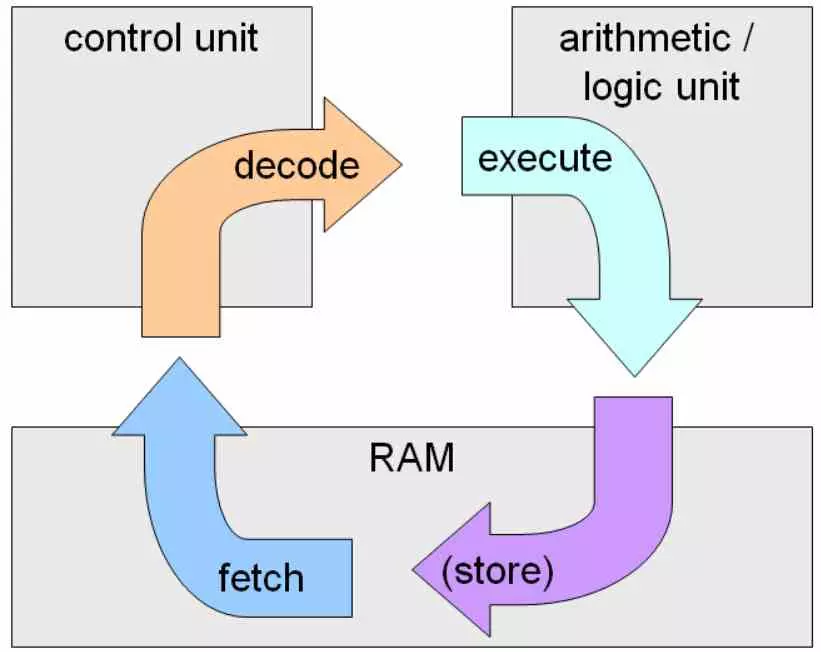 control unit
arithmetic /
logic unit
decode
execute
RAM
fetch
(store)